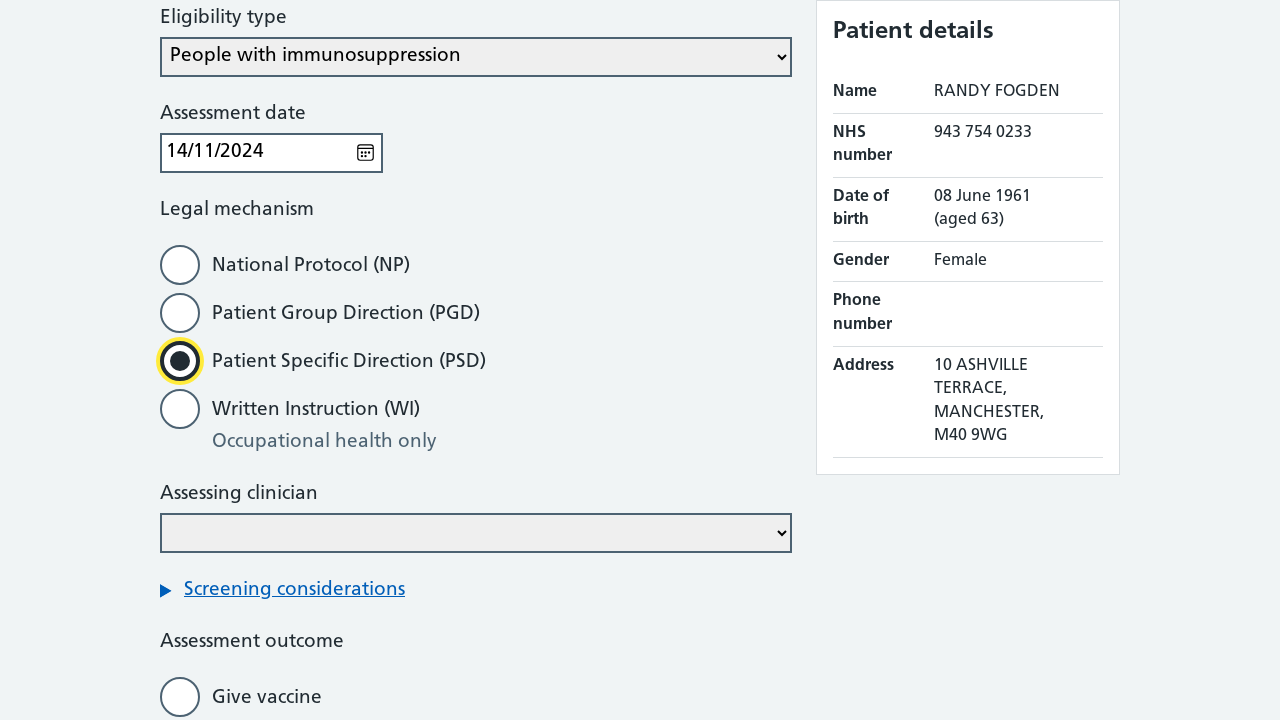 Eligibility type
People with immunosuppression
Assessment date
14/11/2024
Legal mechanism
National Protocol (NP)
Patient Group Direction (PGD)
Patient Specific Direction (PSD)
Written Instruction (WI)
Occupational health only
Assessing clinician
Screening considerations
Assessment outcome
Give vaccine
Patient details
Name RANDY FOGDEN
NHS 943 754 0233
number
Date of 08 June 1961
birth (aged 63)
Gender Female
Phone
number
Address 10 ASHVILLE
TERRACE,
MANCHESTER,
M40 9WG